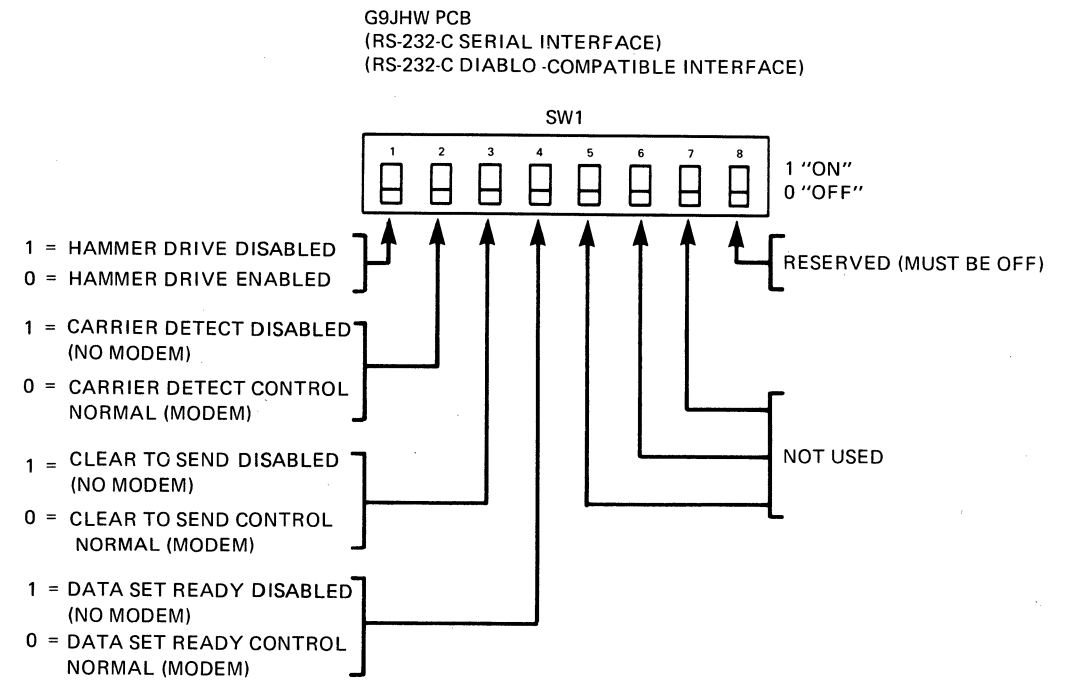 G9JHW PCB
(RS-232-C SERIAL INTERFACE)
(RS-232-C DIABLO -COMPATIBLE INTERFACE)
SW1
1 2 3 4 5 6 7 8
1 "ON"
0 "OFF"
1 = HAMMER DRIVE DISABLED
0 = HAMMER DRIVE ENABLED
RESERVED (MUST BE OFF)
1 = CARRIER DETECT DISABLED
(NO MODEM)
0 = CARRIER DETECT CONTROL
NORMAL (MODEM)
1 = CLEAR TO SEND DISABLED
(NO MODEM)
0 = CLEAR TO SEND CONTROL
NORMAL (MODEM)
NOT USED
1 = DATA SET READY DISABLED
(NO MODEM)
0 = DATA SET READY CONTROL
NORMAL (MODEM)